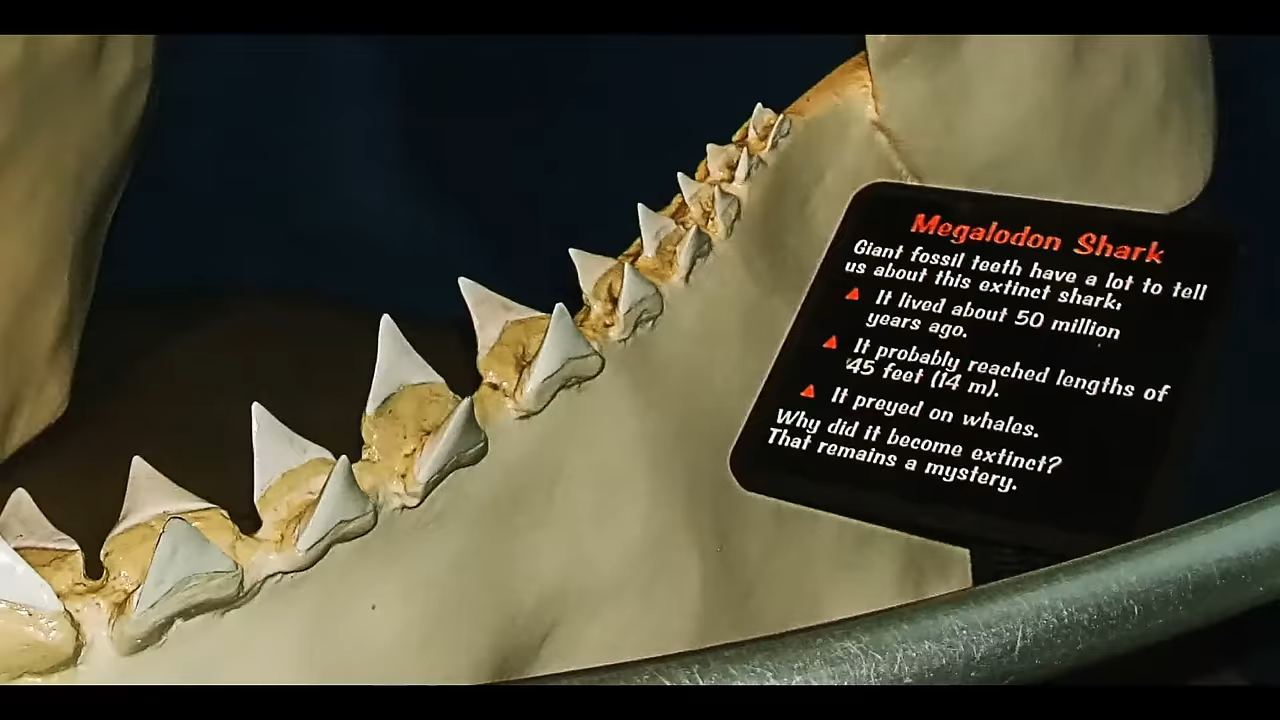 Megalodon Shark
Giant fossil teeth have a lot to tell
us about this extinct shark:
It lived about 50 million
years ago.
It probably reached lengths of
45 feet (14 m).
It preyed on whales.
Why did it become extinct?
That remains a mystery.